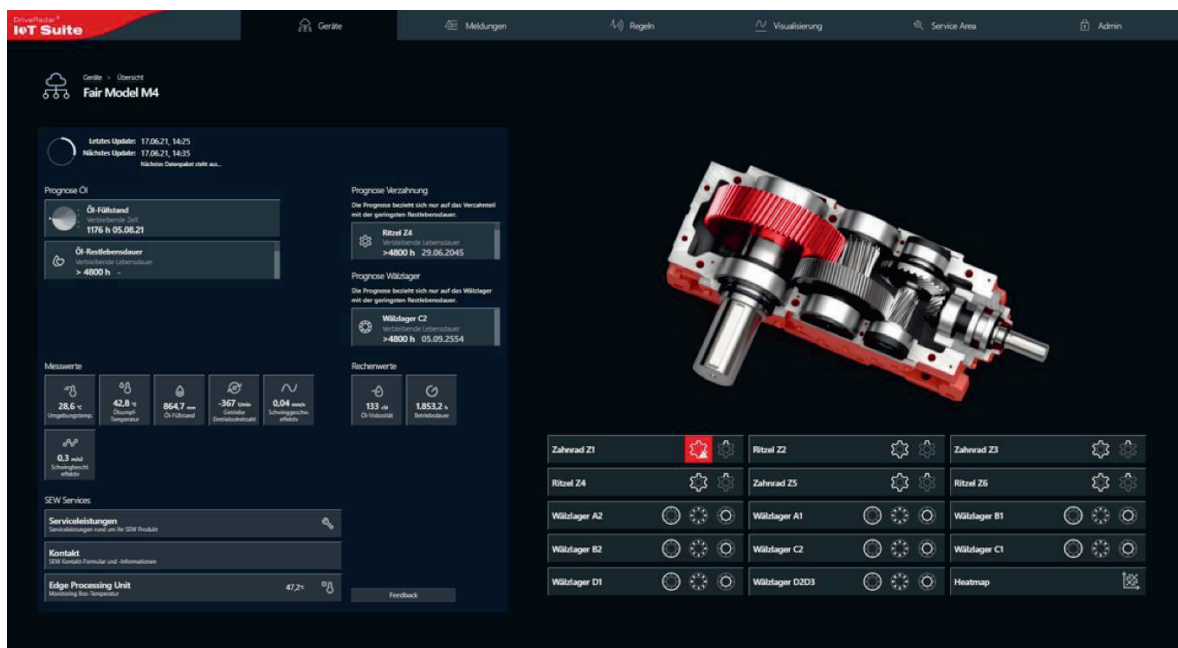 DriveRadar®
IoT Suite
Geräte
Meldungen
Regeln
Visualisierung
Service Area
Admin
Geräte > Übersicht
Fair Model M4
Letztes Update: 17.06.21, 14:25
Nächstes Update: 17.06.21, 14:35
Nächstes Datenpaket steht aus...
Prognose Öl
Öl-Füllstand
Verbleibende Zeit
1176 h 05.08.21
Öl-Restlebensdauer
Verbleibende Lebensdauer
> 4800 h -
Prognose Verzahnung
Die Prognose bezieht sich nur auf das Verzahnteil
mit der geringsten Restlebensdauer.
Ritzel Z4
Verbleibende Lebensdauer
>4800 h 29.06.2045
Prognose Wälzlager
Die Prognose bezieht sich nur auf das Wälzlager
mit der geringsten Restlebensdauer.
Wälzlager C2
Verbleibende Lebensdauer
>4800 h 05.09.2554
Messwerte
28,6 °C
Umgebungstemp.
42,8 °C
Ölsumpf-
Temperatur
864,7 mm
Öl-Füllstand
-367 U/min
Getriebe
Eintriebsdrehzahl
0,04 mm/s
Schwinggeschw.
effektiv
0,3 m/s2
Schwingbeschl.
effektiv
Rechenwerte
133 cSt
Öl-Viskosität
1.853,2 h
Betriebsdauer
SEW Services
Serviceleistungen
Serviceleistungen rund um Ihr SEW Produkt
Kontakt
SEW Kontakt-Formular und -Informationen
Edge Processing Unit
Monitoring Box-Temperatur
47,2°C
Feedback
Zahnrad Z1
Ritzel Z2
Zahnrad Z3
Ritzel Z4
Zahnrad Z5
Ritzel Z6
Wälzlager A2
Wälzlager A1
Wälzlager B1
Wälzlager B2
Wälzlager C2
Wälzlager C1
Wälzlager D1
Wälzlager D2D3
Heatmap